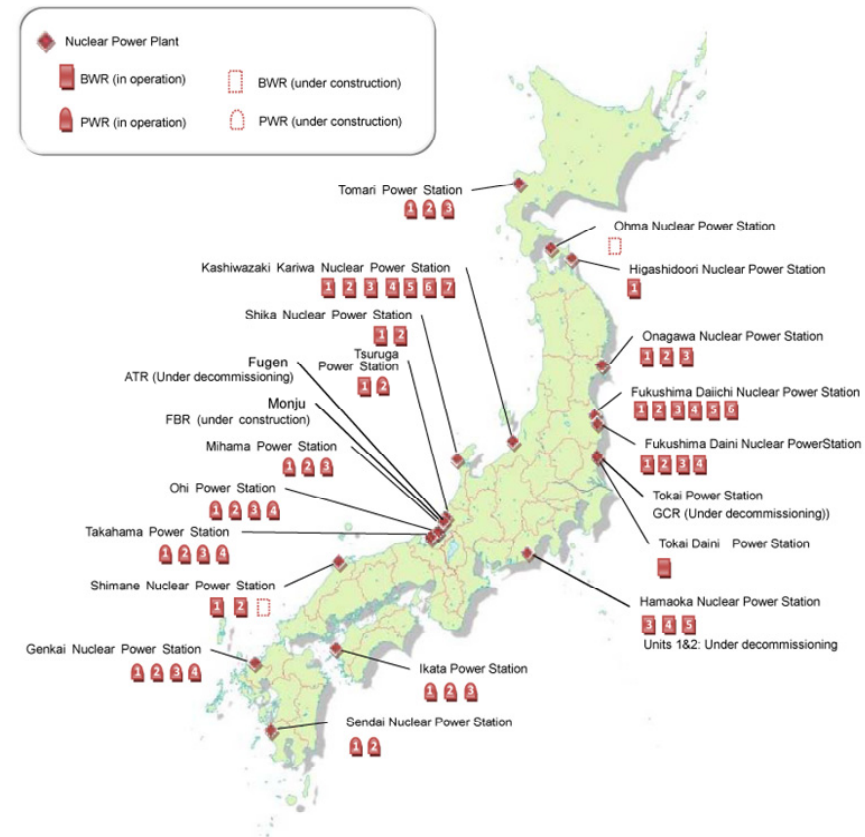 Nuclear Power Plant
BWR (in operation)
BWR (under construction)
PWR (in operation)
PWR (under construction)
Tomari Power Station
1 2 3
Ohma Nuclear Power Station
Higashidoori Nuclear Power Station
1
Kashiwazaki Kariwa Nuclear Power Station
1 2 3 4 5 6 7
Shika Nuclear Power Station
1 2
Tsuruga
Power Station
1 2
Fugen
ATR (Under decommissioning)
Monju
FBR (under construction)
Mihama Power Station
1 2 3
Ohi Power Station
1 2 3 4
Takahama Power Station
1 2 3 4
Shimane Nuclear Power Station
1 2
Genkai Nuclear Power Station
1 2 3 4
Onagawa Nuclear Power Station
1 2 3
Fukushima Daiichi Nuclear Power Station
1 2 3 4 5 6
Fukushima Daini Nuclear PowerStation
1 2 3 4
Tokai Power Station
GCR (Under decommissioning))
Tokai Daini Power Station
Hamaoka Nuclear Power Station
3 4 5
Units 1&2: Under decommissioning
Ikata Power Station
1 2 3
Sendai Nuclear Power Station
1 2